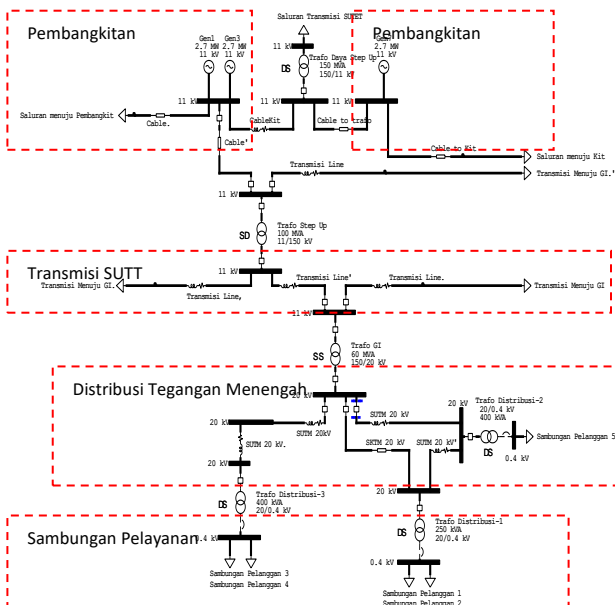 Saluran Transmisi SUTET
Pembangkitan
Pembangkitan
Gen1
2.7 MW
11 kV
Gen3
2.7 MW
11 kV
11 kV
DS
Trafo Daya Step Up
150 MVA
150/11 kV
2.7 MW
11 kV
11 kV
11 kV
11 kV
Saluran menuju Pembangkit
Cable.
CableKit
Cable to trafo
Cable'
Cable to Kit
Saluran menuju Kit
Transmisi Line
Transmisi Menuju GI.'
11 kV
SD
Trafo Step Up
100 MVA
11/150 kV
Transmisi SUTT
11 kV
Transmisi Menuju GI.
Transmisi Line,
Transmisi Line'
Transmisi Line.
Transmisi Menuju GI
11 kV
SS
Trafo GI
60 MVA
150/20 kV
Distribusi Tegangan Menengah
20 kV
20 kV
Trafo Distribusi-2
20/0.4 kV
400 kVA
20 kV
SUTM 20kV
SUTM 20 kV
DS
0.4 kV
Sambungan Pelanggan 5
SUTM 20 kV.
SKTM 20 kV
SUTM 20 kV'
20 kV
20 kV
DS
Trafo Distribusi-3
400 kVA
20/0.4 kV
DS
Trafo Distribusi-1
250 kVA
20/0.4 kV
Sambungan Pelayanan
0.4 kV
0.4 kV
Sambungan Pelanggan 3
Sambungan Pelanggan 4
Sambungan Pelanggan 1
Sambungan Pelanggan 2